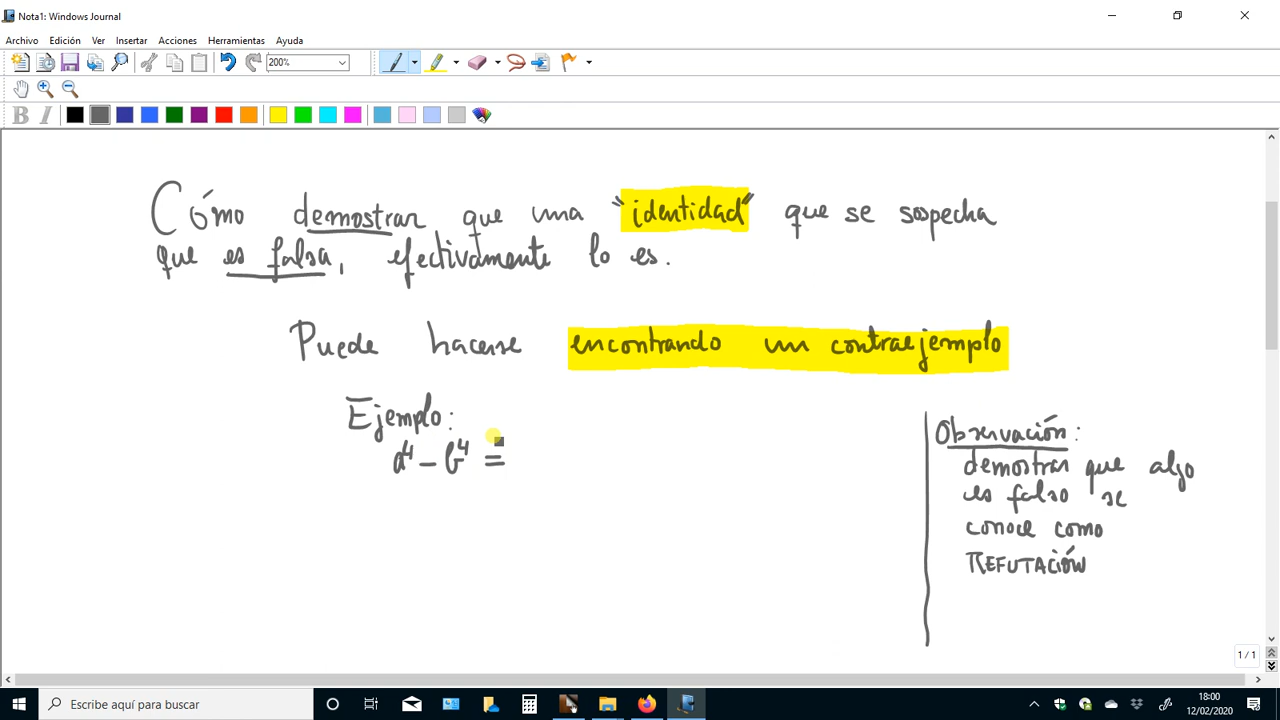 Nota1: Windows Journal
Archivo Edición Ver Insertar Acciones Herramientas Ayuda
200%
B I
Cómo demostrar que una "identidad" que se sospecha
que es falsa, efectivamente lo es.
Puede hacerse encontrando un contraejemplo
Ejemplo:
a⁴ - b⁴ =
Observación:
demostrar que algo
es falso se
conoce como
REFUTACIÓN
1 / 1
Escribe aquí para buscar
18:00
12/02/2020